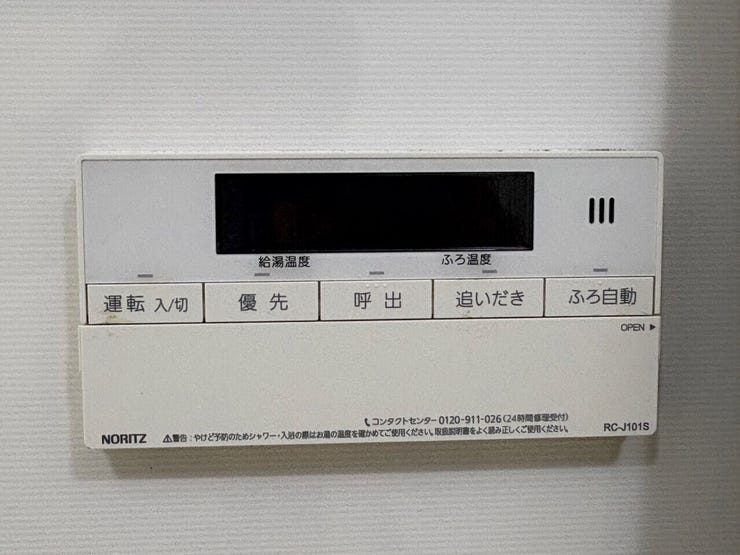 給湯温度 ふろ温度
運転 入/切 優先 呼出 追いだき ふろ自動
OPEN ▶
コンタクトセンター 0120-911-026(24時間修理受付)
NORITZ ⚠警告:やけど予防のためシャワー・入浴の際はお湯の温度を確かめてご使用ください。取扱説明書をよく読み正しくご使用ください。 RC-J101S